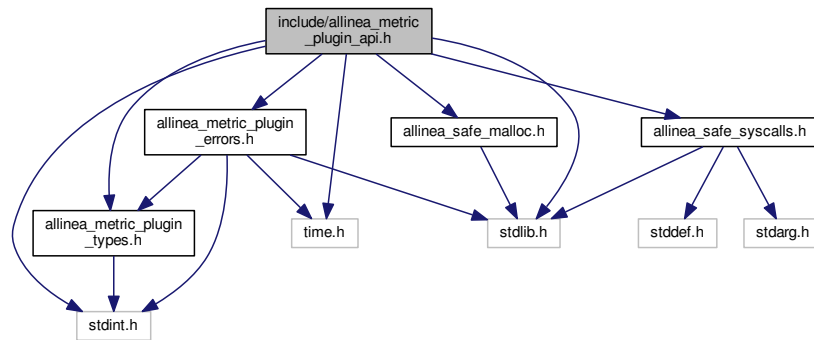 include/allinea_metric
_plugin_api.h
allinea_metric_plugin
_errors.h
allinea_safe_malloc.h
allinea_safe_syscalls.h
allinea_metric_plugin
_types.h
time.h
stdlib.h
stddef.h
stdarg.h
stdint.h